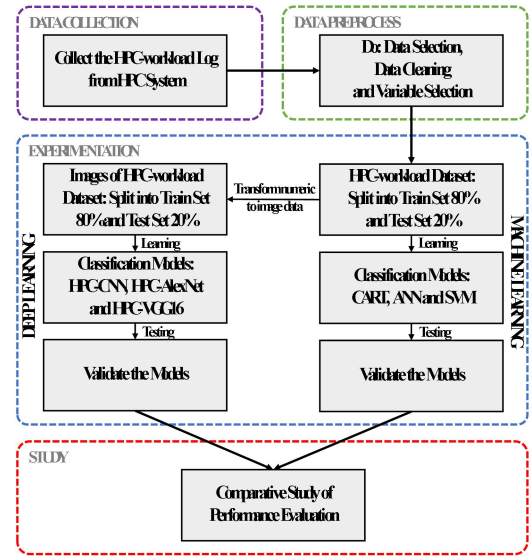 DATA COLLECTION
Collect the HPC-workload Log
from HPC System
DATA PREPROCESS
Do: Data Selection,
Data Cleaning
and Variable Selection
EXPERIMENTATION
DEEP LEARNING
Images of HPC-workload
Dataset: Split into Train Set
80% and Test Set 20%
Transform numeric
to image data
HPC-workload Dataset:
Split into Train Set 80%
and Test Set 20%
MACHINE LEARNING
Learning
Learning
Classification Models:
HPC-CNN, HPC-AlexNet
and HPC-VGG16
Classification Models:
CART, ANN and SVM
Testing
Testing
Validate the Models
Validate the Models
STUDY
Comparative Study of
Performance Evaluation